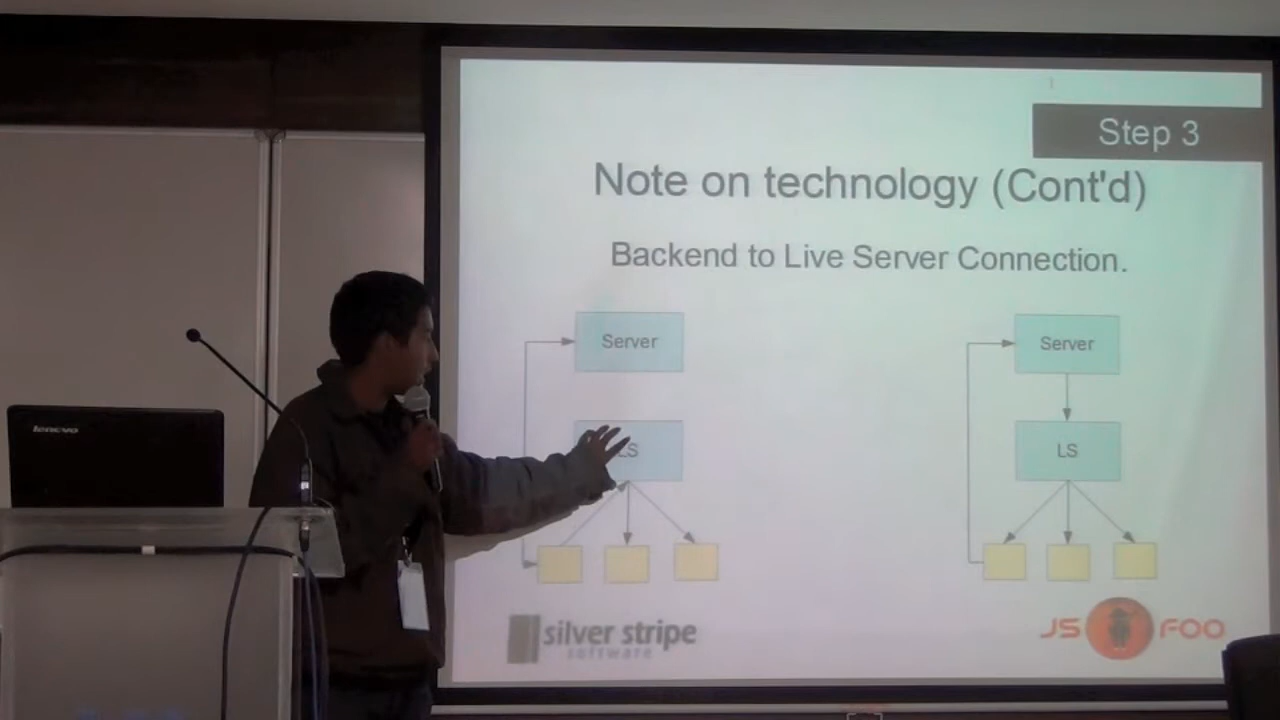 Step 3
Note on technology (Cont'd)
Backend to Live Server Connection.
Server
Server
LS
LS
silver stripe
software
JS FOO
lenovo